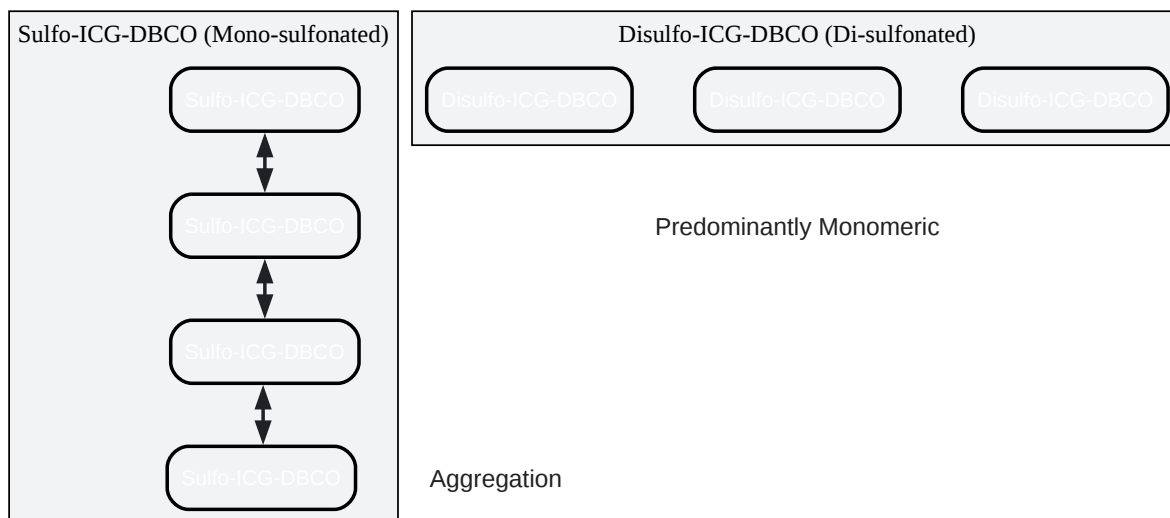 Sulfo-ICG-DBCO (Mono-sulfonated)
Sulfo-ICG-DBCO
Sulfo-ICG-DBCO
Sulfo-ICG-DBCO
Sulfo-ICG-DBCO
Aggregation
Disulfo-ICG-DBCO (Di-sulfonated)
Disulfo-ICG-DBCO
Disulfo-ICG-DBCO
Disulfo-ICG-DBCO
Predominantly Monomeric